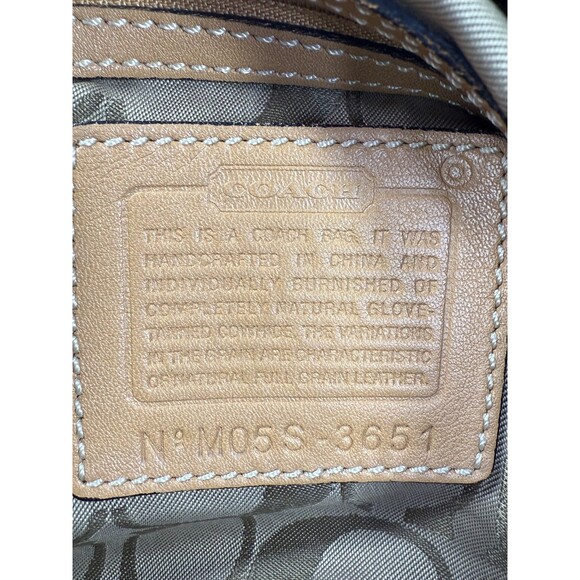 COACH
®
THIS IS A COACH BAG. IT WAS
HANDCRAFTED IN CHINA AND
INDIVIDUALLY BURNISHED OF
COMPLETELY NATURAL GLOVE-
TANNED COWHIDE. THE VARIATIONS
IN THE GRAIN ARE CHARACTERISTIC
OF NATURAL FULL GRAIN LEATHER.
Nº M05S-3651